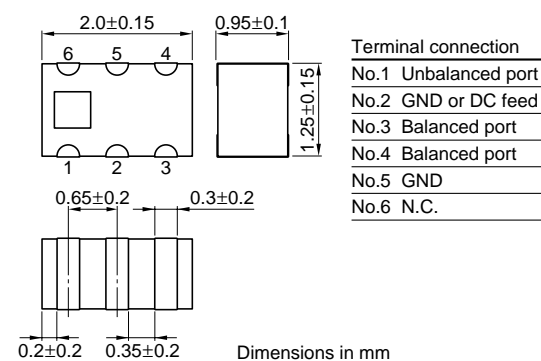 2.0±0.15
0.95±0.1
6 5 4
1.25±0.15
1 2 3
0.65±0.2
0.3±0.2
0.2±0.2
0.35±0.2
Dimensions in mm
Terminal connection
No.1 Unbalanced port
No.2 GND or DC feed
No.3 Balanced port
No.4 Balanced port
No.5 GND
No.6 N.C.